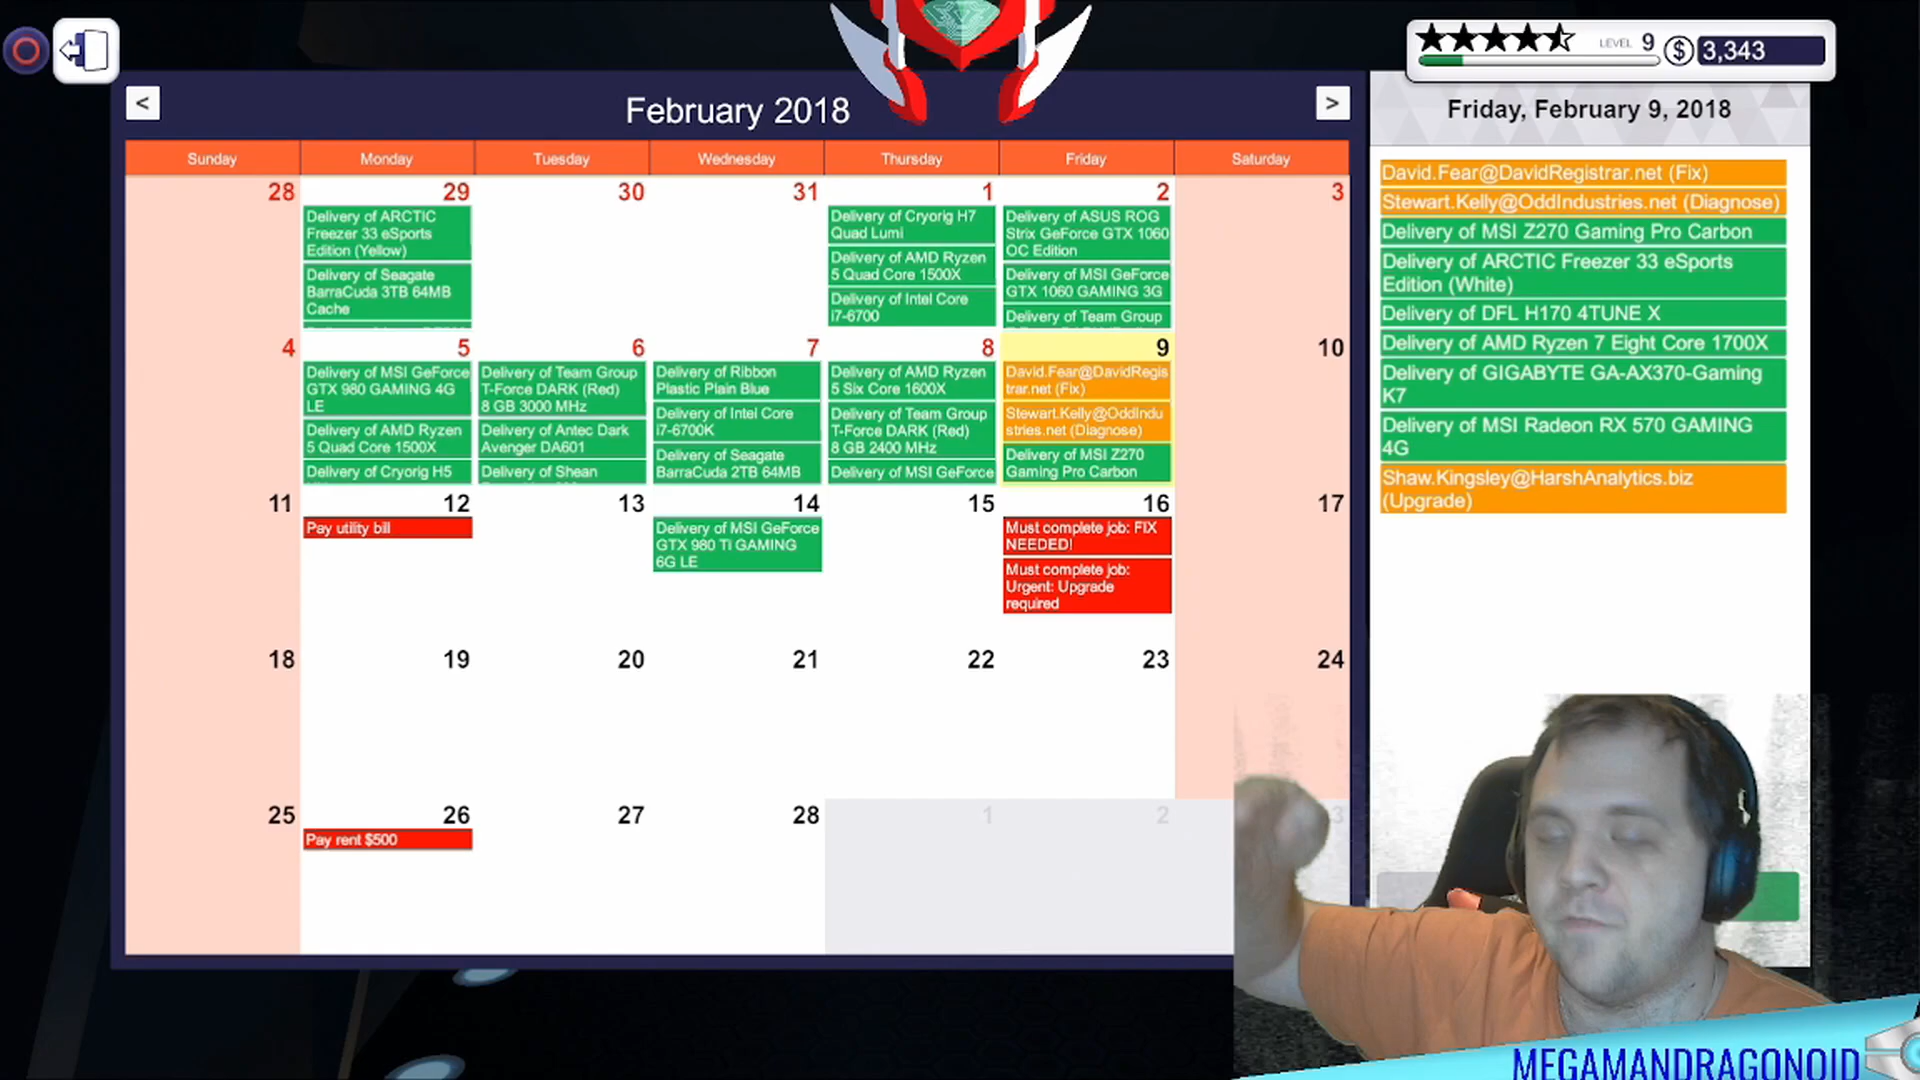 LEVEL 9 $ 3,343
< February 2018 >
Friday, February 9, 2018
Sunday Monday Tuesday Wednesday Thursday Friday Saturday
28 29 30 31 1 2 3
Delivery of ARCTIC
Freezer 33 eSports
Edition (Yellow)
Delivery of Seagate
BarraCuda 3TB 64MB
Cache
Delivery of Cryorig H7
Quad Lumi
Delivery of AMD Ryzen
5 Quad Core 1500X
Delivery of Intel Core
i7-6700
Delivery of ASUS ROG
Strix GeForce GTX 1060
OC Edition
Delivery of MSI GeForce
GTX 1060 GAMING 3G
Delivery of Team Group
4 5 6 7 8 9 10
Delivery of MSI GeForce
GTX 980 GAMING 4G
LE
Delivery of AMD Ryzen
5 Quad Core 1500X
Delivery of Cryorig H5
Delivery of Team Group
T-Force DARK (Red)
8 GB 3000 MHz
Delivery of Antec Dark
Avenger DA601
Delivery of Shean
Delivery of Ribbon
Plastic Plain Blue
Delivery of Intel Core
i7-6700K
Delivery of Seagate
BarraCuda 2TB 64MB
Delivery of AMD Ryzen
5 Six Core 1600X
Delivery of Team Group
T-Force DARK (Red)
8 GB 2400 MHz
Delivery of MSI GeForce
David.Fear@DavidRegis
trar.net (Fix)
Stewart.Kelly@OddIndu
stries.net (Diagnose)
Delivery of MSI Z270
Gaming Pro Carbon
11 12 13 14 15 16 17
Pay utility bill
Delivery of MSI GeForce
GTX 980 Ti GAMING
6G LE
Must complete job: FIX
NEEDED!
Must complete job:
Urgent: Upgrade
required
18 19 20 21 22 23 24
25 26 27 28 1 2 3
Pay rent $500
David.Fear@DavidRegistrar.net (Fix)
Stewart.Kelly@OddIndustries.net (Diagnose)
Delivery of MSI Z270 Gaming Pro Carbon
Delivery of ARCTIC Freezer 33 eSports
Edition (White)
Delivery of DFL H170 4TUNE X
Delivery of AMD Ryzen 7 Eight Core 1700X
Delivery of GIGABYTE GA-AX370-Gaming
K7
Delivery of MSI Radeon RX 570 GAMING
4G
Shaw.Kingsley@HarshAnalytics.biz
(Upgrade)
MEGAMANDRAGONOID